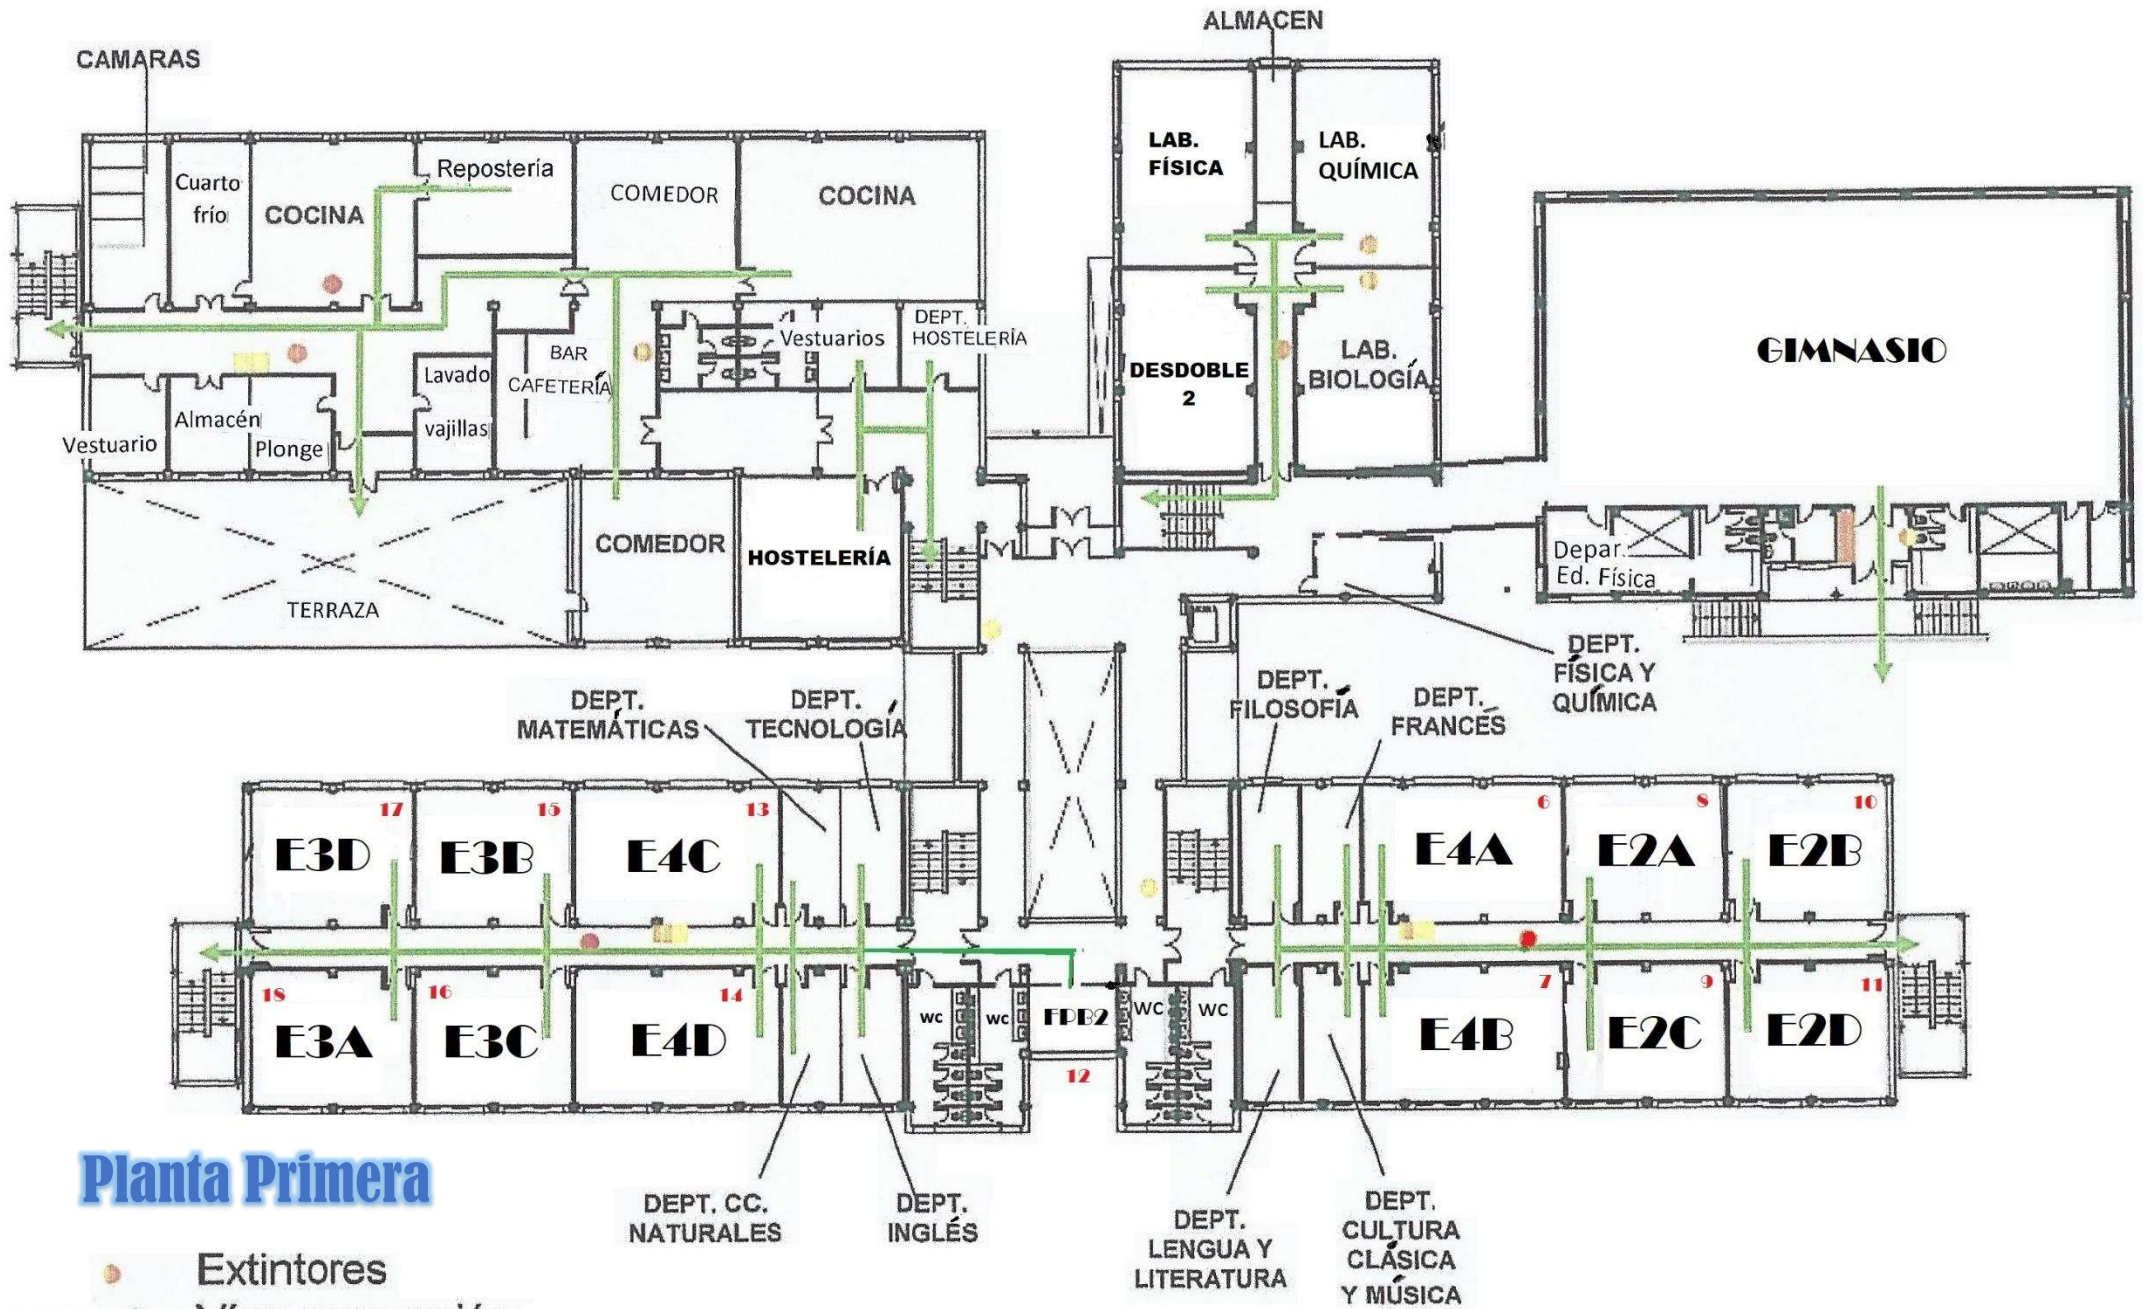 ALMACEN
CAMARAS
LAB.
FÍSICA
LAB.
QUÍMICA
Cuarto
frío
COCINA
Repostería
COMEDOR
COCINA
DEPT.
HOSTELERÍA
Vestuarios
BAR
CAFETERÍA
Lavado
vajillas
Vestuario
Almacén
Plonge
DESDOBLE
2
LAB.
BIOLOGÍA
GIMNASIO
TERRAZA
COMEDOR
HOSTELERÍA
Depar.
Ed. Física
DEPT.
FÍSICA Y
QUÍMICA
DEPT.
MATEMÁTICAS
DEPT.
TECNOLOGÍA
DEPT.
FILOSOFÍA
DEPT.
FRANCÉS
17
E3D
15
E3B
13
E4C
6
E4A
8
E2A
10
E2B
18
E3A
16
E3C
14
E4D
wc
wc
FPB2
12
WC
WC
7
E4B
9
E2C
11
E2D
DEPT. CC.
NATURALES
DEPT.
INGLÉS
DEPT.
LENGUA Y
LITERATURA
DEPT.
CULTURA
CLÁSICA
Y MÚSICA
Planta Primera
Extintores